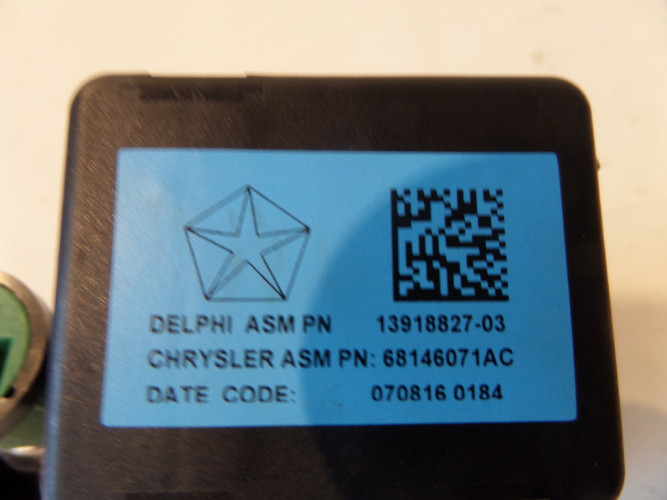 DELPHI ASM PN 13918827-03
CHRYSLER ASM PN: 68146071AC
DATE CODE: 070816 0184